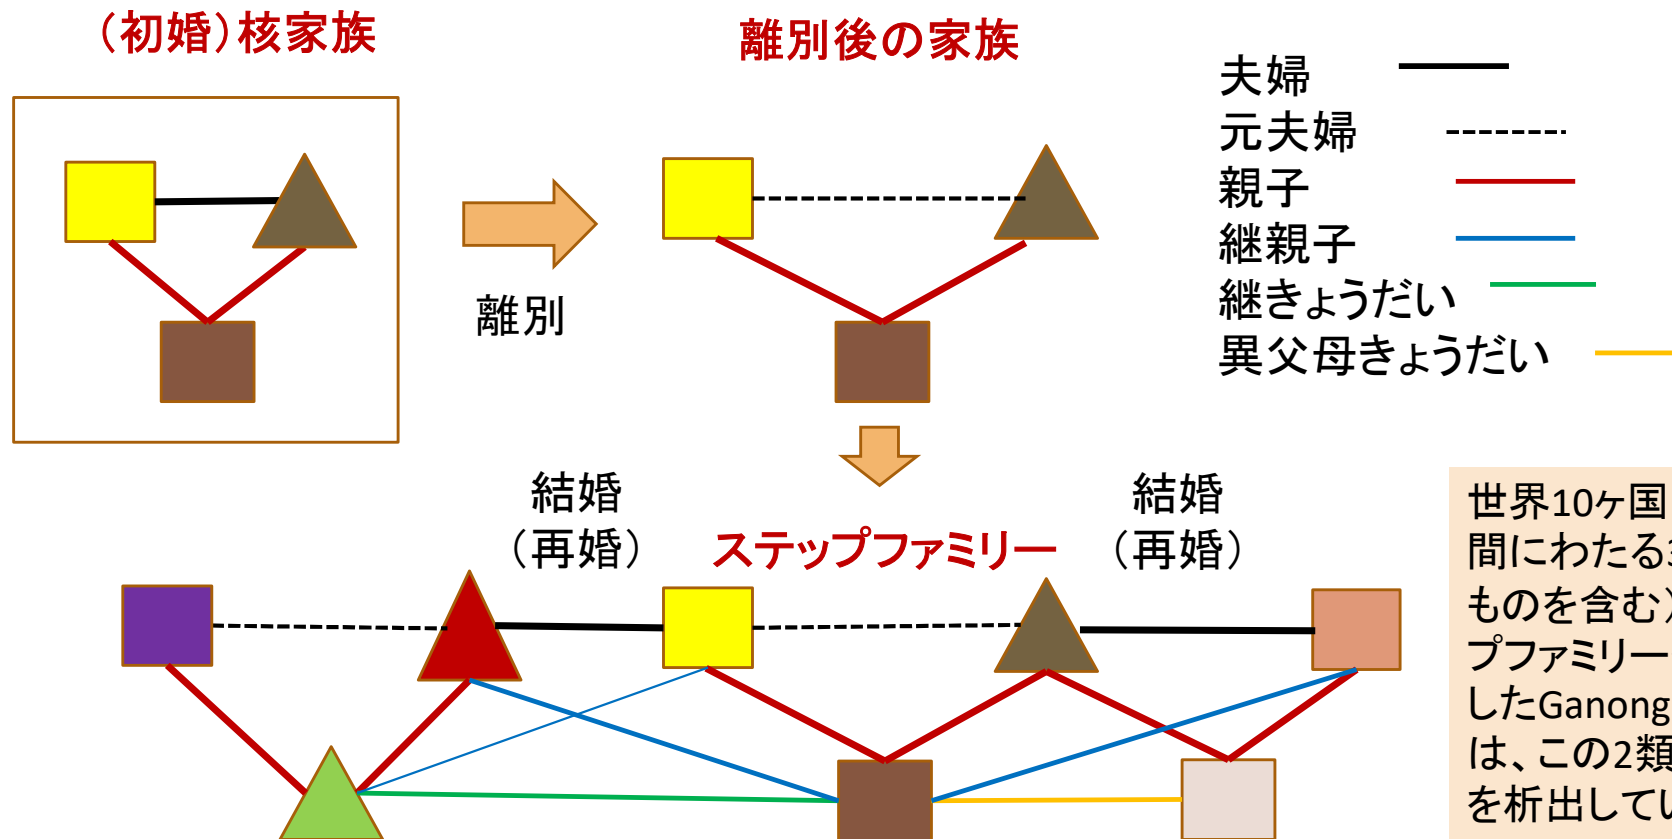 （初婚）核家族
離別後の家族
離別
夫婦
元夫婦
親子
継親子
継きょうだい
異父母きょうだい
結婚
（再婚）
ステップファミリー
結婚
（再婚）
世界10ヶ国
間にわたる
ものを含む）
プファミリー
したGanong
は、この2類
を析出してい